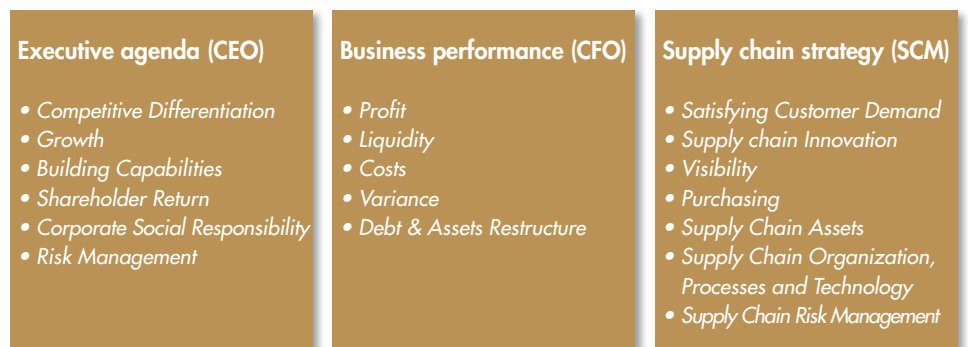 Executive agenda (CEO)
• Competitive Differentiation
• Growth
• Building Capabilities
• Shareholder Return
• Corporate Social Responsibility
• Risk Management
Business performance (CFO)
• Profit
• Liquidity
• Costs
• Variance
• Debt & Assets Restructure
Supply chain strategy (SCM)
• Satisfying Customer Demand
• Supply chain Innovation
• Visibility
• Purchasing
• Supply Chain Assets
• Supply Chain Organization,
Processes and Technology
• Supply Chain Risk Management